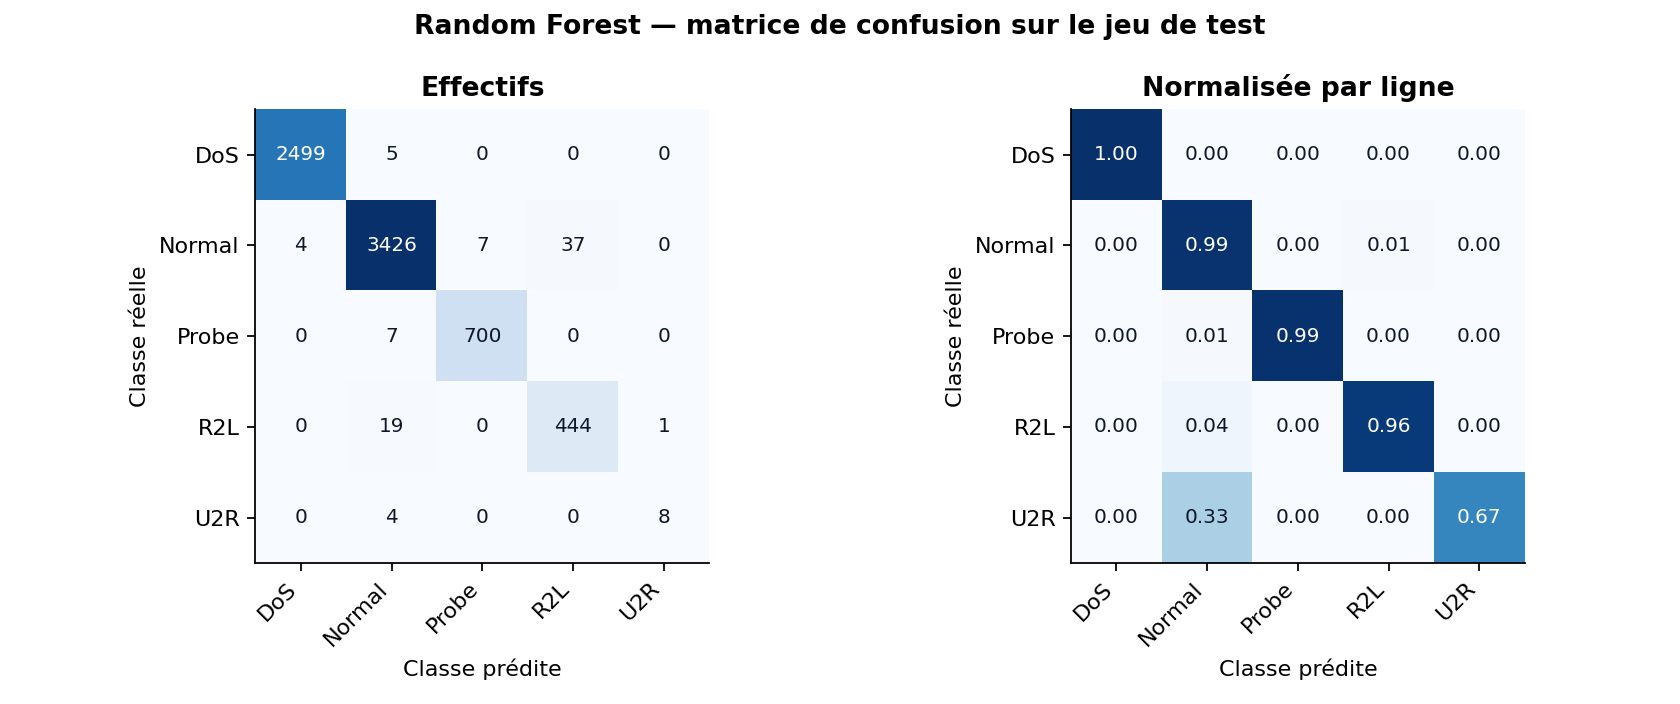 Random Forest — matrice de confusion sur le jeu de test
Effectifs
Classe réelle
DoS 2499 5 0 0 0
Normal 4 3426 7 37 0
Probe 0 7 700 0 0
R2L 0 19 0 444 1
U2R 0 4 0 0 8
DoS Normal Probe R2L U2R
Classe prédite
Normalisée par ligne
Classe réelle
DoS 1.00 0.00 0.00 0.00 0.00
Normal 0.00 0.99 0.00 0.01 0.00
Probe 0.00 0.01 0.99 0.00 0.00
R2L 0.00 0.04 0.00 0.96 0.00
U2R 0.00 0.33 0.00 0.00 0.67
DoS Normal Probe R2L U2R
Classe prédite